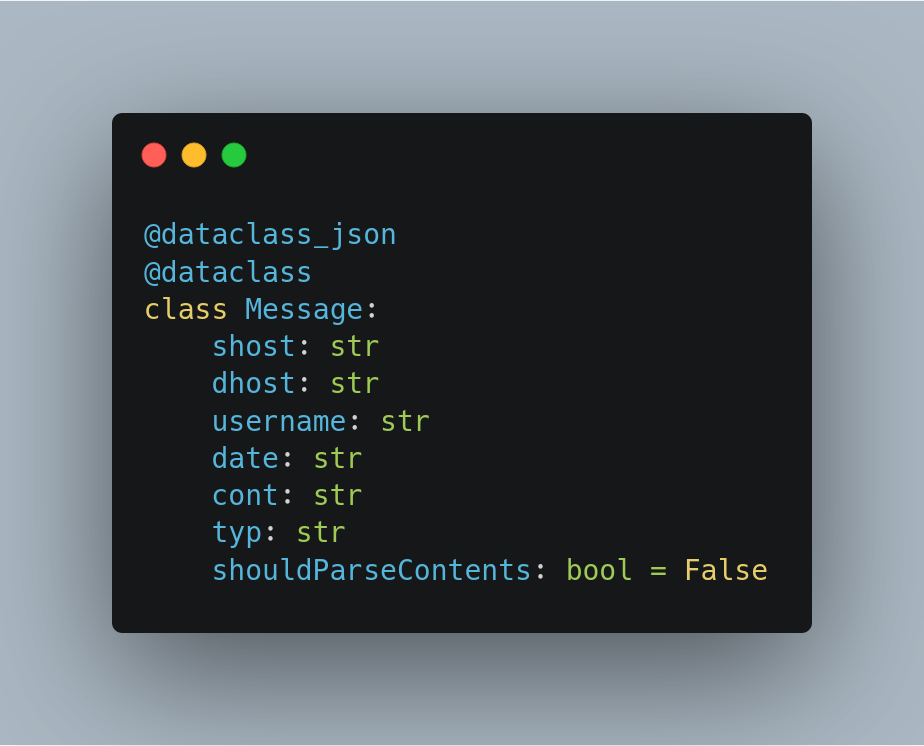 @dataclass_json
@dataclass
class Message:
    shost: str
    dhost: str
    username: str
    date: str
    cont: str
    typ: str
    shouldParseContents: bool = False